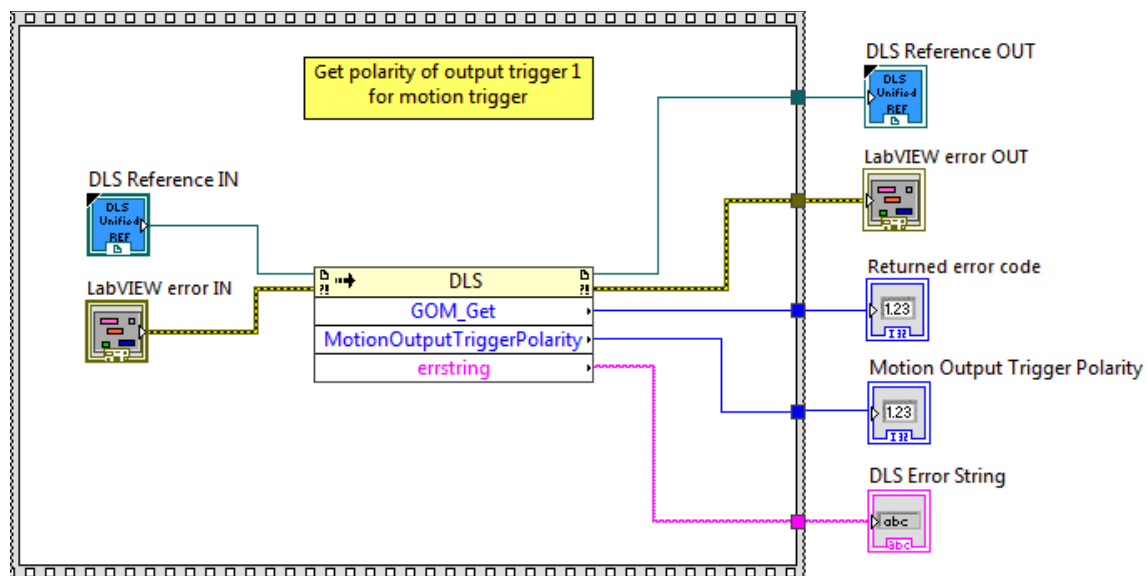 Get polarity of output trigger 1
for motion trigger
DLS Reference IN
DLS
Unified
REF
LabVIEW error IN
?!
DLS
?!
GOM_Get
MotionOutputTriggerPolarity
errstring
DLS Reference OUT
DLS
Unified
REF
LabVIEW error OUT
Returned error code
1.23
I32
Motion Output Trigger Polarity
1.23
I32
DLS Error String
abc
abc